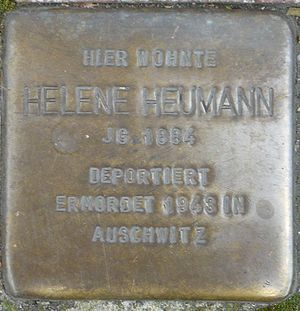 HIER WOHNTE
HELENE HEUMANN
JG. 1884
DEPORTIERT
ERMORDET 1943 IN
AUSCHWITZ